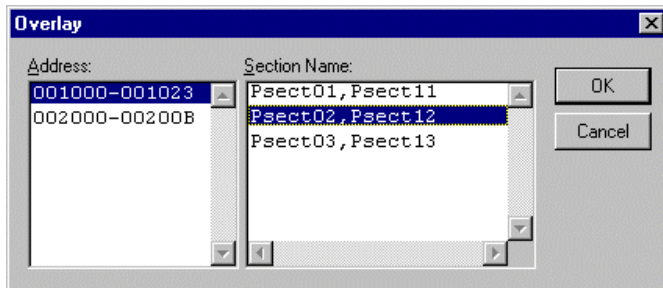 Overlay
Address:
001000-001023
002000-00200B
Section Name:
Psect01,Psect11
Psect02,Psect12
Psect03,Psect13
OK
Cancel